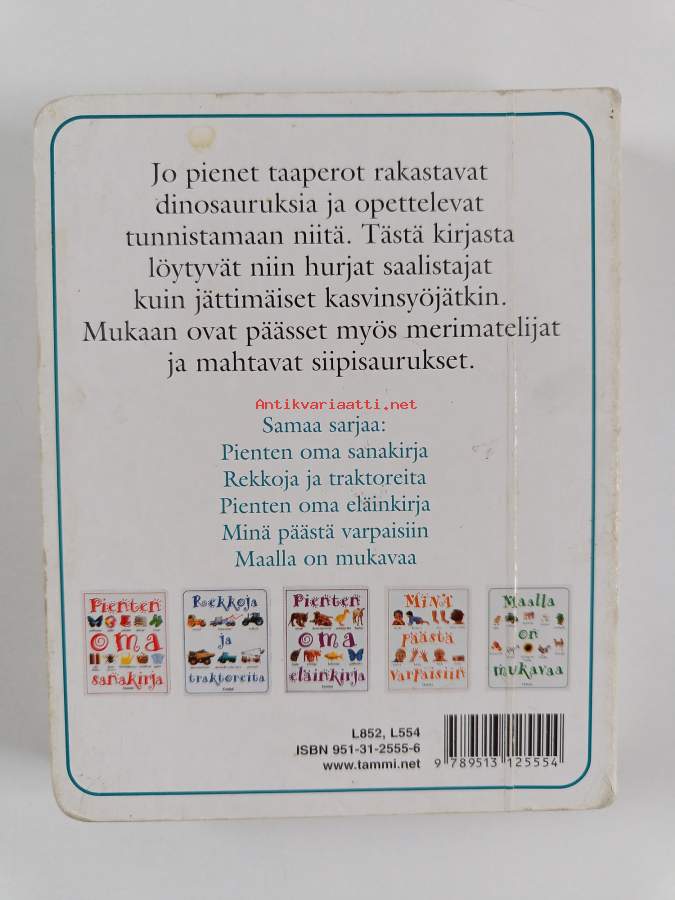 Jo pienet taaperot rakastavat
dinosauruksia ja opettelevat
tunnistamaan niitä. Tästä kirjasta
löytyvät niin hurjat saalistajat
kuin jättimäiset kasvinsyöjätkin.
Mukaan ovat päässet myös merimatelijat
ja mahtavat siipisaurukset.
Antikvariaatti.net
Samaa sarjaa:
Pienten oma sanakirja
Rekkoja ja traktoreita
Pienten oma eläinkirja
Minä päästä varpaisiin
Maalla on mukavaa
Pienten
oma
sanakirja
Rekkoja
ja
traktoreita
Pienten
oma
eläinkirja
Minä
päästä
varpaisiin
Maalla
on
mukavaa
L852, L554
ISBN 951-31-2555-6
www.tammi.net
9 789513 125554